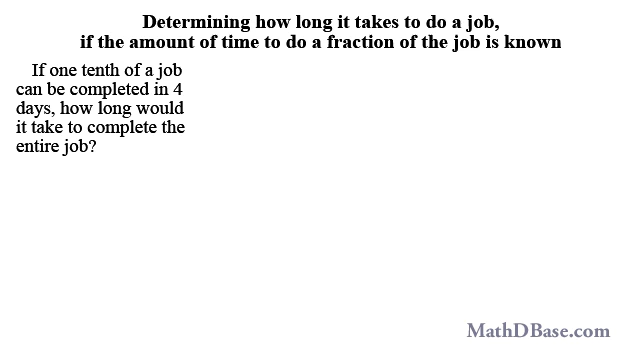 Determining how long it takes to do a job,
if the amount of time to do a fraction of the job is known
If one tenth of a job
can be completed in 4
days, how long would
it take to complete the
entire job?
MathDBase.com